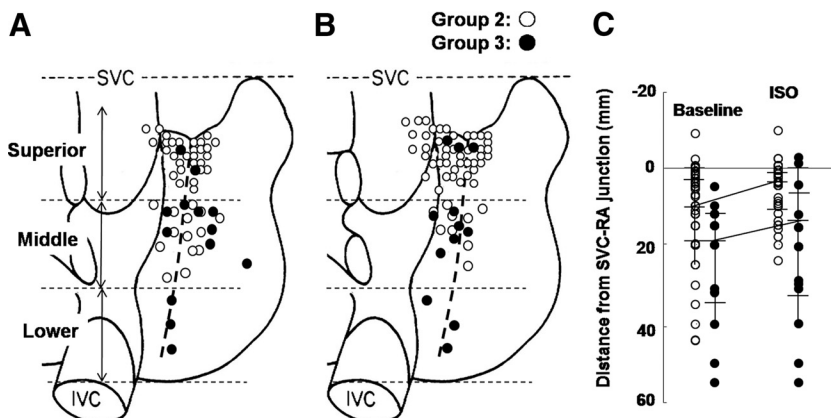 A
B
Group 2:
Group 3:
C
SVC
Superior
Middle
Lower
IVC
SVC
IVC
Distance from SVC-RA junction (mm)
-20
0
20
40
60
Baseline
ISO